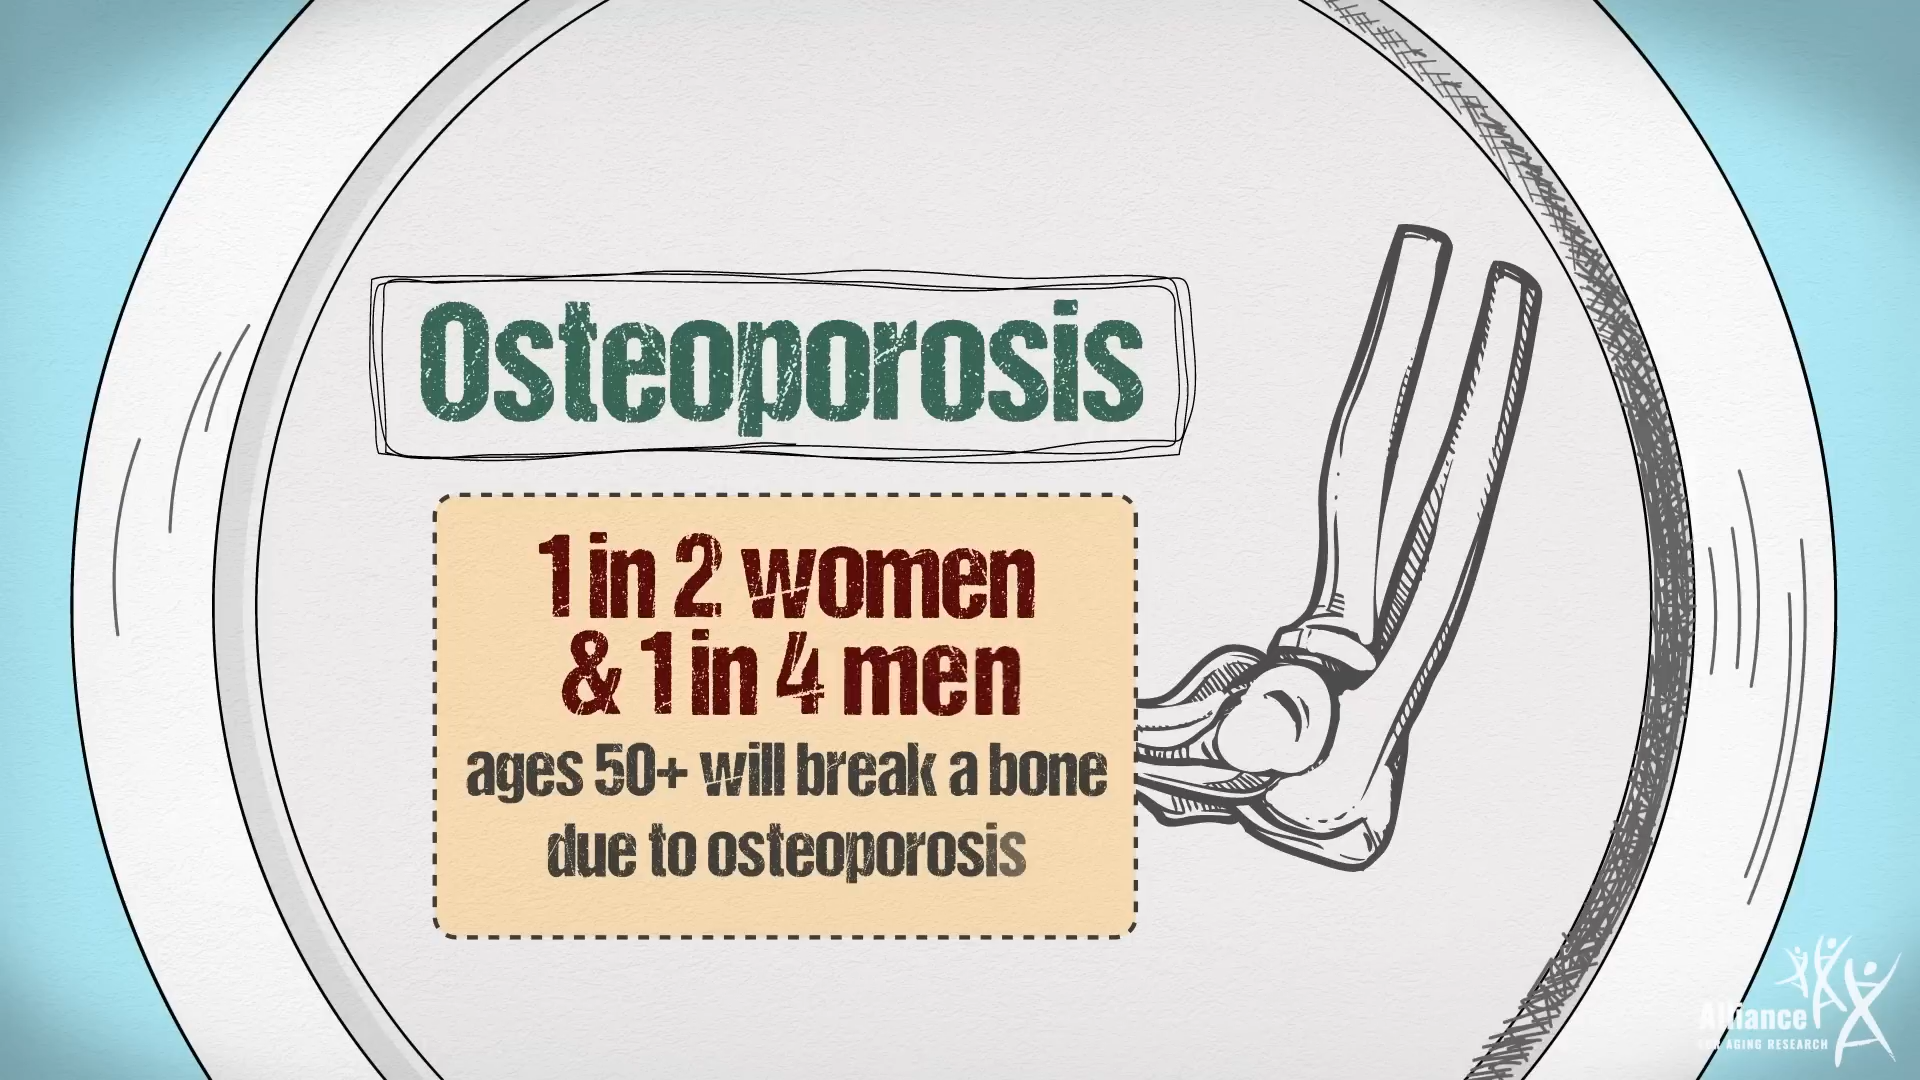 Osteoporosis
1 in 2 women
& 1 in 4 men
ages 50+ will break a bone
due to osteoporosis
Alliance
FOR AGING RESEARCH